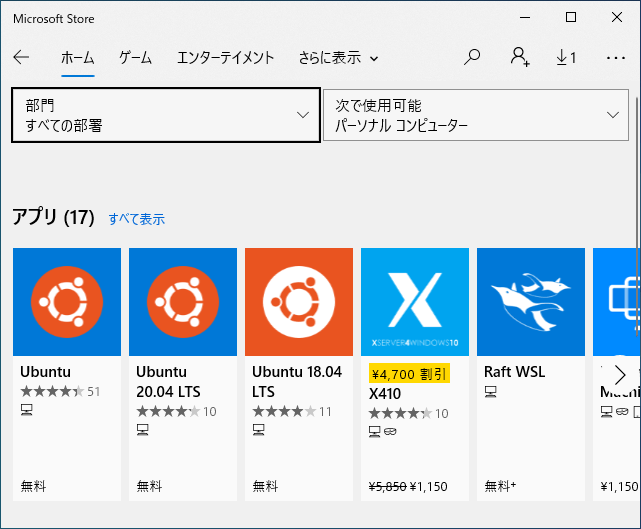 Microsoft Store
ホーム ゲーム エンターテイメント さらに表示 1
部門
すべての部署
次で使用可能
パーソナル コンピューター
アプリ (17) すべて表示
Ubuntu
51
無料
Ubuntu
20.04 LTS
10
無料
Ubuntu 18.04
LTS
11
無料
XSERVER4WINDOWS10
¥4,700 割引
X410
10
¥5,850 ¥1,150
Raft WSL
無料+
¥1,150